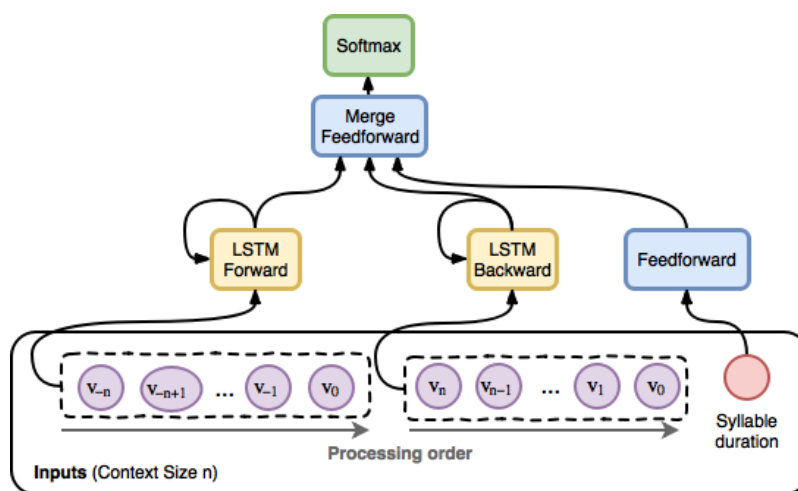 Softmax
Merge
Feedforward
LSTM
Forward
LSTM
Backward
Feedforward
v−n v−n+1 ... v−1 v0
vn vn−1 ... v1 v0
Syllable
duration
Processing order
Inputs (Context Size n)